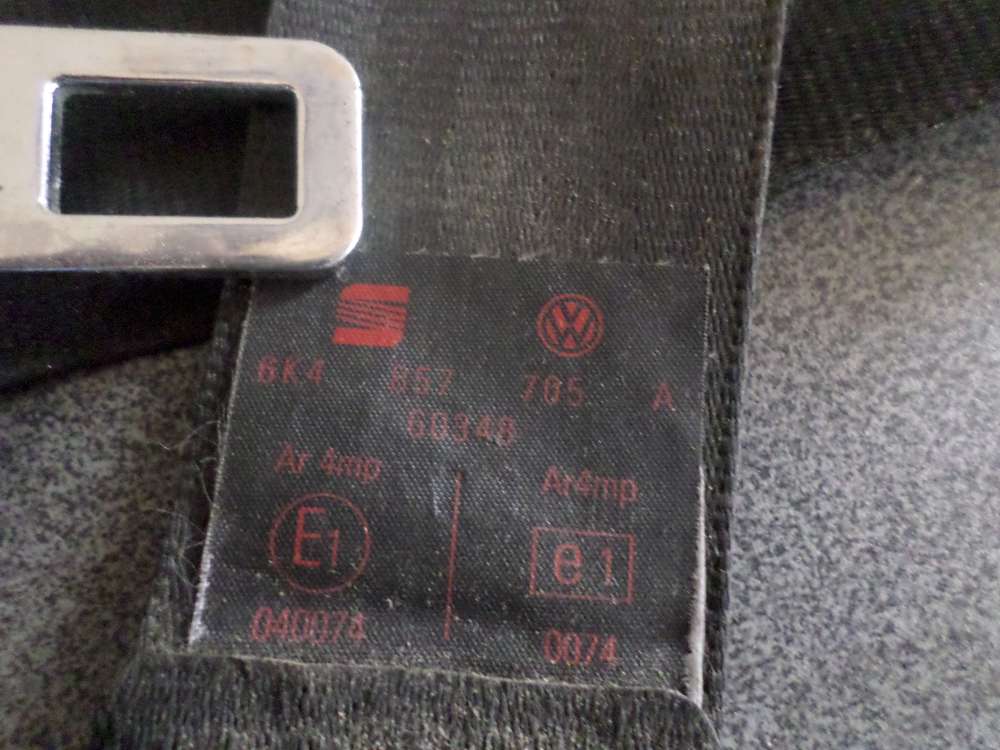 6K4 857 705 A
60348
Ar 4mp Ar4mp
E1 e1
040074 0074